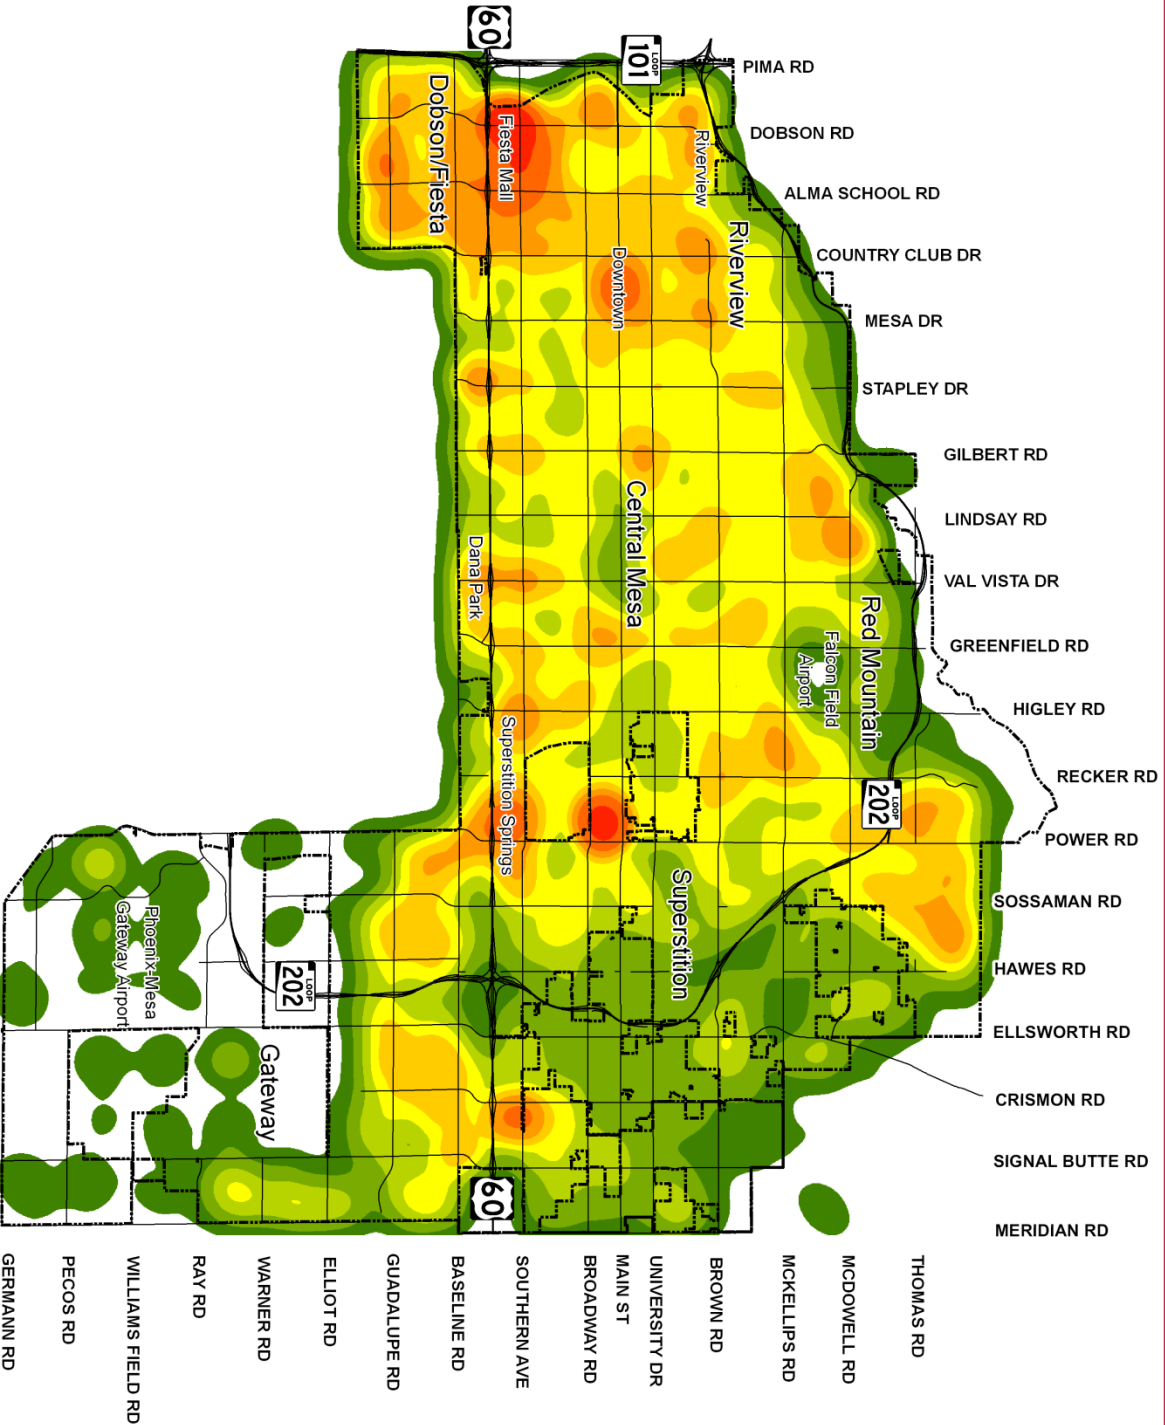 60
LOOP
101
PIMA RD
DOBSON RD
ALMA SCHOOL RD
COUNTRY CLUB DR
MESA DR
STAPLEY DR
GILBERT RD
LINDSAY RD
VAL VISTA DR
GREENFIELD RD
HIGLEY RD
RECKER RD
POWER RD
SOSSAMAN RD
HAWES RD
ELLSWORTH RD
CRISMON RD
SIGNAL BUTTE RD
MERIDIAN RD
Dobson/Fiesta
Fiesta Mall
Riverview
Riverview
Downtown
Central Mesa
Dana Park
Red Mountain
Falcon Field
Airport
Superstition Springs
LOOP
202
Superstition
Phoenix-Mesa
Gateway Airport
LOOP
202
Gateway
60
GERMANN RD
PECOS RD
WILLIAMS FIELD RD
RAY RD
WARNER RD
ELLIOT RD
GUADALUPE RD
BASELINE RD
SOUTHERN AVE
BROADWAY RD
MAIN ST
UNIVERSITY DR
BROWN RD
MCKELLIPS RD
MCDOWELL RD
THOMAS RD